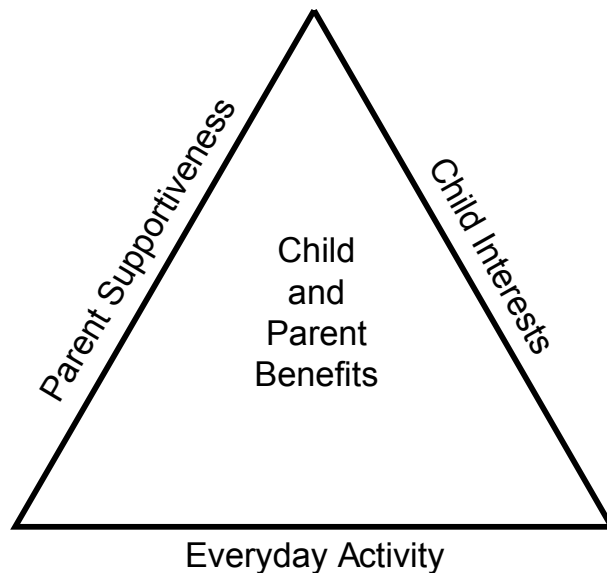 Parent Supportiveness
Child Interests
Child
and
Parent
Benefits
Everyday Activity